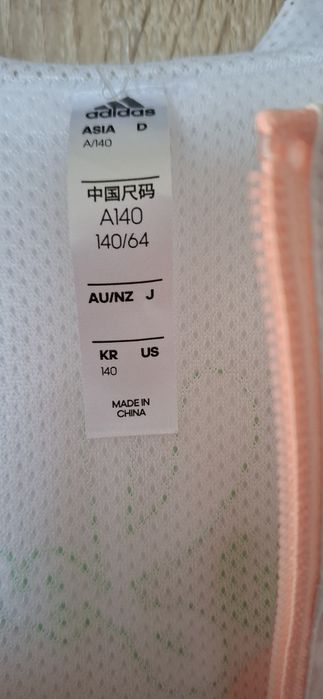 adidas
ASIA D
A/140
中国尺码
A140
140/64
AU/NZ J
KR US
140
MADE IN
CHINA